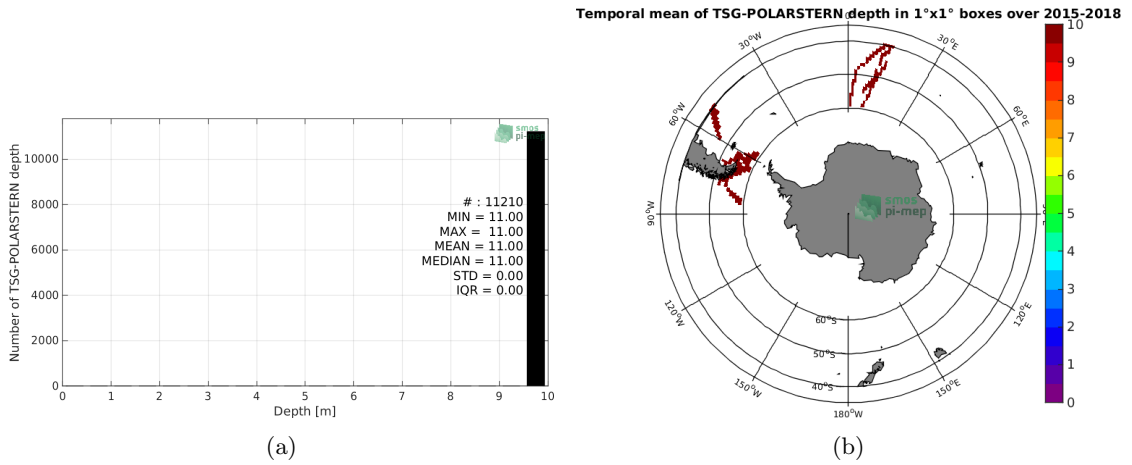 Temporal mean of TSG-POLARSTERN depth in 1°x1° boxes over 2015-2018
Number of TSG-POLARSTERN depth
10000
8000
6000
4000
2000
0
smos
pi-mep
# : 11210
MIN = 11.00
MAX = 11.00
MEAN = 11.00
MEDIAN = 11.00
STD = 0.00
IQR = 0.00
0 1 2 3 4 5 6 7 8 9 10
Depth [m]
(a)
30°W
30°E
60°W
60°E
90°W
smos
pi-mep
120°W
120°E
60°S
50°S
40°S
150°W
150°E
180°W
10
9
8
7
6
5
4
3
2
1
0
(b)